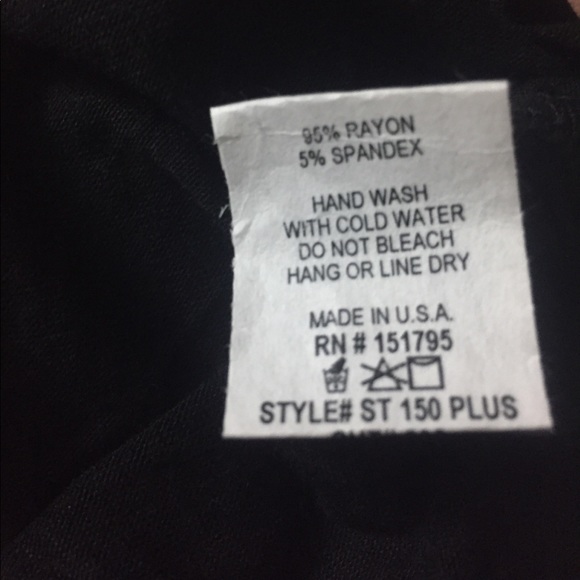 95% RAYON
5% SPANDEX
HAND WASH
WITH COLD WATER
DO NOT BLEACH
HANG OR LINE DRY
MADE IN U.S.A.
RN # 151795
STYLE# ST 150 PLUS